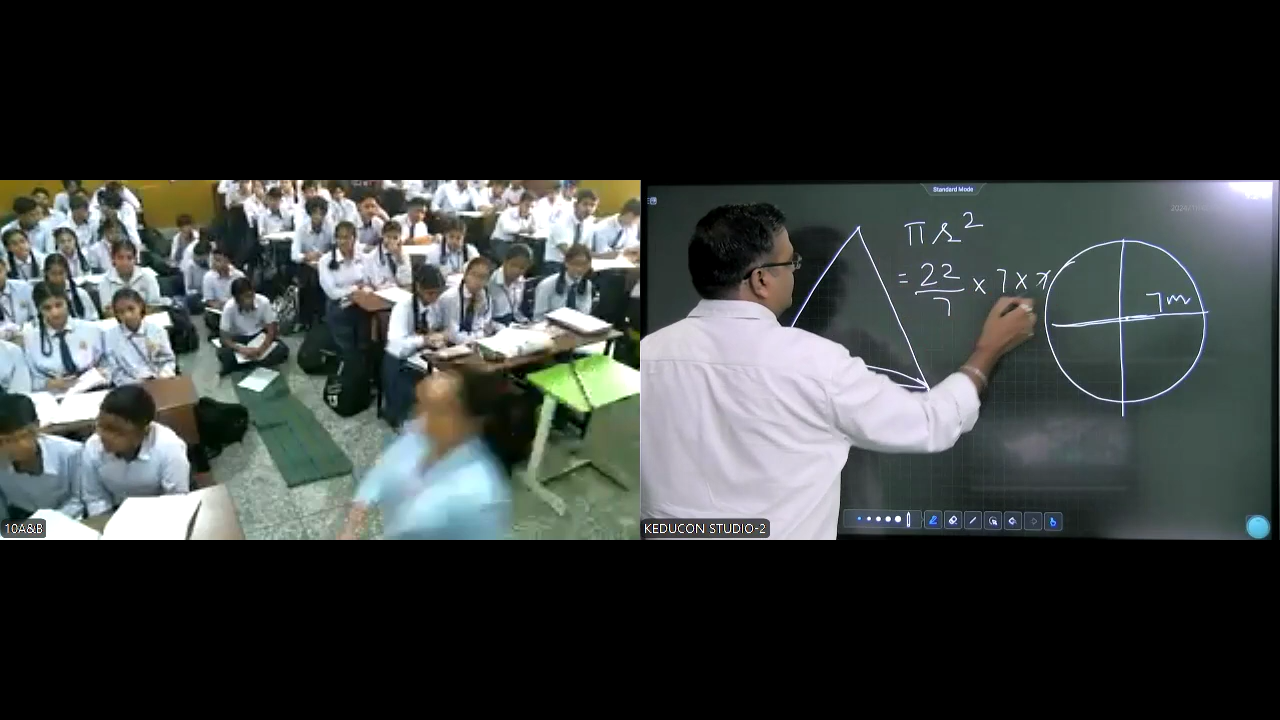 Standard Mode
πr²
= 22/7 × 7 × 7
7m
10A&B
KEDUCON STUDIO-2